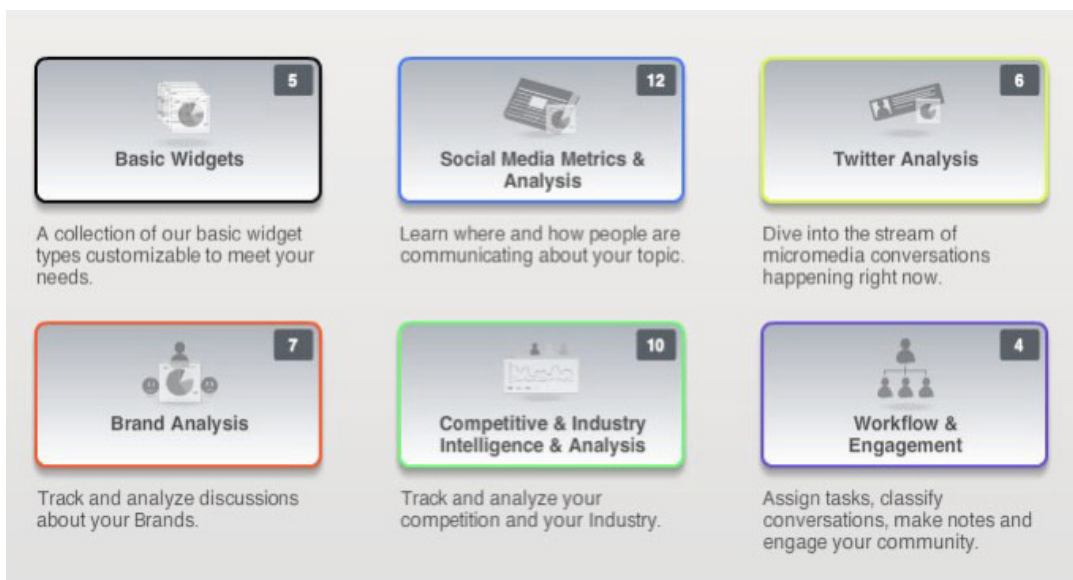 5
Basic Widgets
A collection of our basic widget
types customizable to meet your
needs.
12
Social Media Metrics &
Analysis
Learn where and how people are
communicating about your topic.
6
Twitter Analysis
Dive into the stream of
micromedia conversations
happening right now.
7
Brand Analysis
Track and analyze discussions
about your Brands.
10
Competitive & Industry
Intelligence & Analysis
Track and analyze your
competition and your Industry.
4
Workflow &
Engagement
Assign tasks, classify
conversations, make notes and
engage your community.